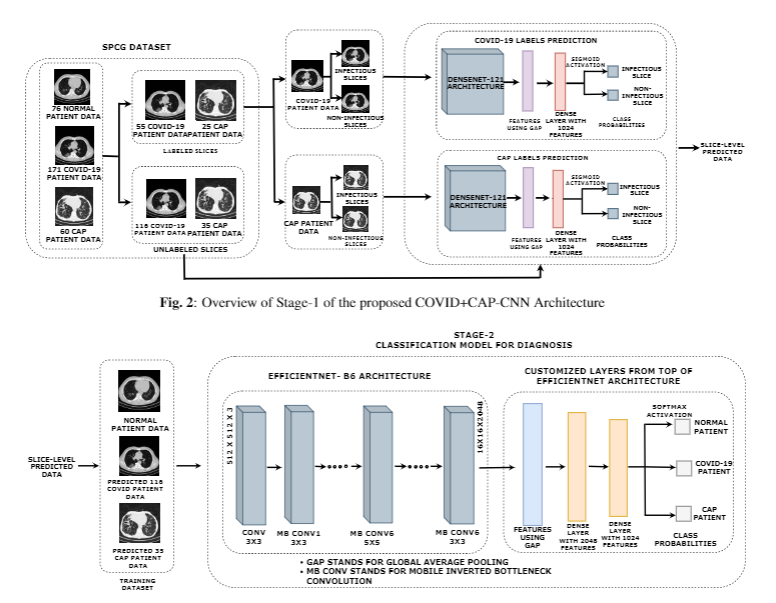 SPCG DATASET
76 NORMAL
PATIENT DATA
171 COVID-19
PATIENT DATA
60 CAP
PATIENT DATA
55 COVID-19
PATIENT DATA
25 CAP
PATIENT DATA
LABELED SLICES
116 COVID-19
PATIENT DATA
35 CAP
PATIENT DATA
UNLABELED SLICES
COVID-19
PATIENT DATA
INFECTIOUS
SLICES
NON-INFECTIOUS
SLICES
CAP PATIENT
DATA
INFECTIOUS
SLICES
NON-INFECTIOUS
SLICES
COVID-19 LABELS PREDICTION
DENSENET-121
ARCHITECTURE
FEATURES
USING GAP
DENSE
LAYER WITH
1024
FEATURES
SIGMOID
ACTIVATION
INFECTIOUS
SLICE
NON-
INFECTIOUS
SLICE
CLASS
PROBABILITIES
CAP LABELS PREDICTION
DENSENET-121
ARCHITECTURE
FEATURES
USING GAP
DENSE
LAYER WITH
1024
FEATURES
SIGMOID
ACTIVATION
INFECTIOUS
SLICE
NON-
INFECTIOUS
SLICE
CLASS
PROBABILITIES
SLICE-LEVEL
PREDICTED
DATA
Fig. 2: Overview of Stage-1 of the proposed COVID+CAP-CNN Architecture
STAGE-2
CLASSIFICATION MODEL FOR DIAGNOSIS
SLICE-LEVEL
PREDICTED
DATA
NORMAL
PATIENT DATA
PREDICTED 116
COVID PATIENT
DATA
PREDICTED 35
CAP PATIENT
DATA
TRAINING
DATASET
EFFICIENTNET- B6 ARCHITECTURE
512 X 512 X 3
CONV
3X3
MB CONV1
3X3
MB CONV6
5X5
MB CONV6
3X3
16X16X2048
CUSTOMIZED LAYERS FROM TOP OF
EFFICIENTNET ARCHITECTURE
FEATURES
USING
GAP
DENSE
LAYER
WITH 2048
FEATURES
DENSE
LAYER
WITH 1024
FEATURES
SOFTMAX
ACTIVATION
NORMAL
PATIENT
COVID-19
PATIENT
CAP
PATIENT
CLASS
PROBABILITIES
• GAP STANDS FOR GLOBAL AVERAGE POOLING
• MB CONV STANDS FOR MOBILE INVERTED BOTTLENECK
CONVOLUTION